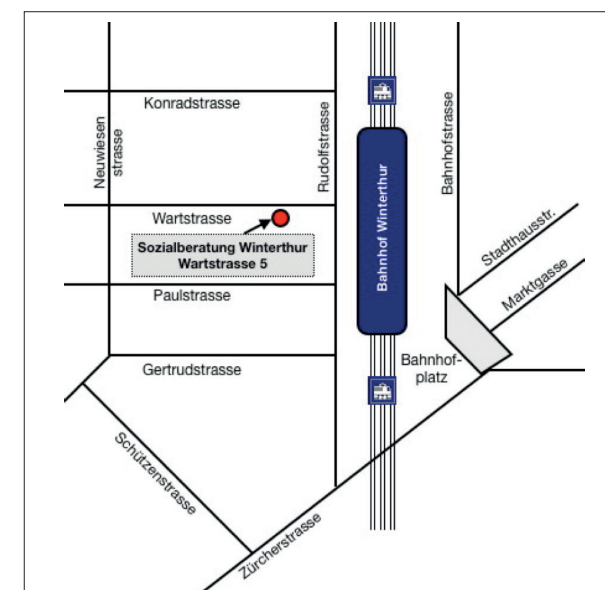 Konradstrasse
Neuwiesen
strasse
Rudolfstrasse
Bahnhofstrasse
Wartstrasse
Sozialberatung Winterthur
Wartstrasse 5
Bahnhof Winterthur
Stadthausstr.
Marktgasse
Paulstrasse
Gertrudstrasse
Bahnhof-
platz
Schützenstrasse
Zürcherstrasse